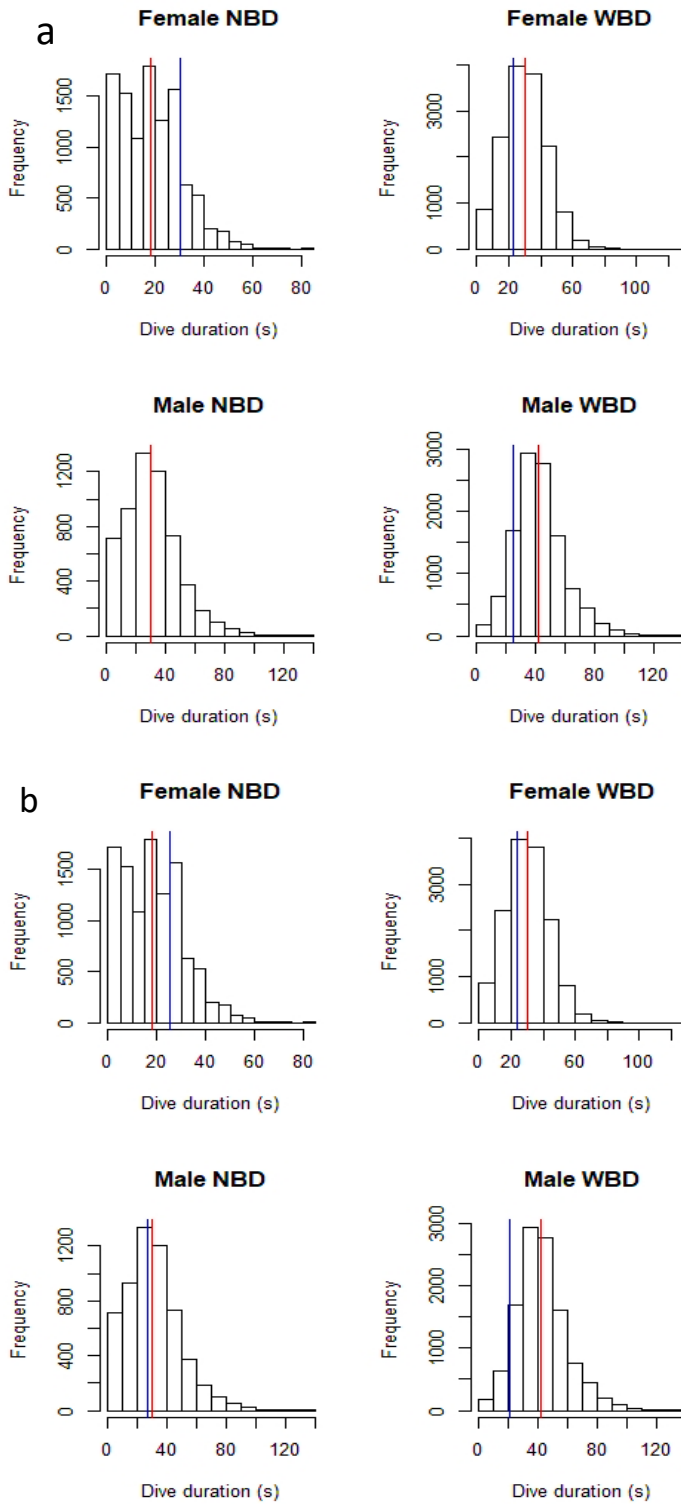 a
Female NBD
Frequency
0 500 1000 1500
0 20 40 60 80
Dive duration (s)
Female WBD
Frequency
0 1000 3000
0 20 60 100
Dive duration (s)
Male NBD
Frequency
0 400 800 1200
0 40 80 120
Dive duration (s)
Male WBD
Frequency
0 1000 2000 3000
0 40 80 120
Dive duration (s)
b
Female NBD
Frequency
0 500 1000 1500
0 20 40 60 80
Dive duration (s)
Female WBD
Frequency
0 1000 3000
0 20 60 100
Dive duration (s)
Male NBD
Frequency
0 400 800 1200
0 40 80 120
Dive duration (s)
Male WBD
Frequency
0 1000 2000 3000
0 40 80 120
Dive duration (s)